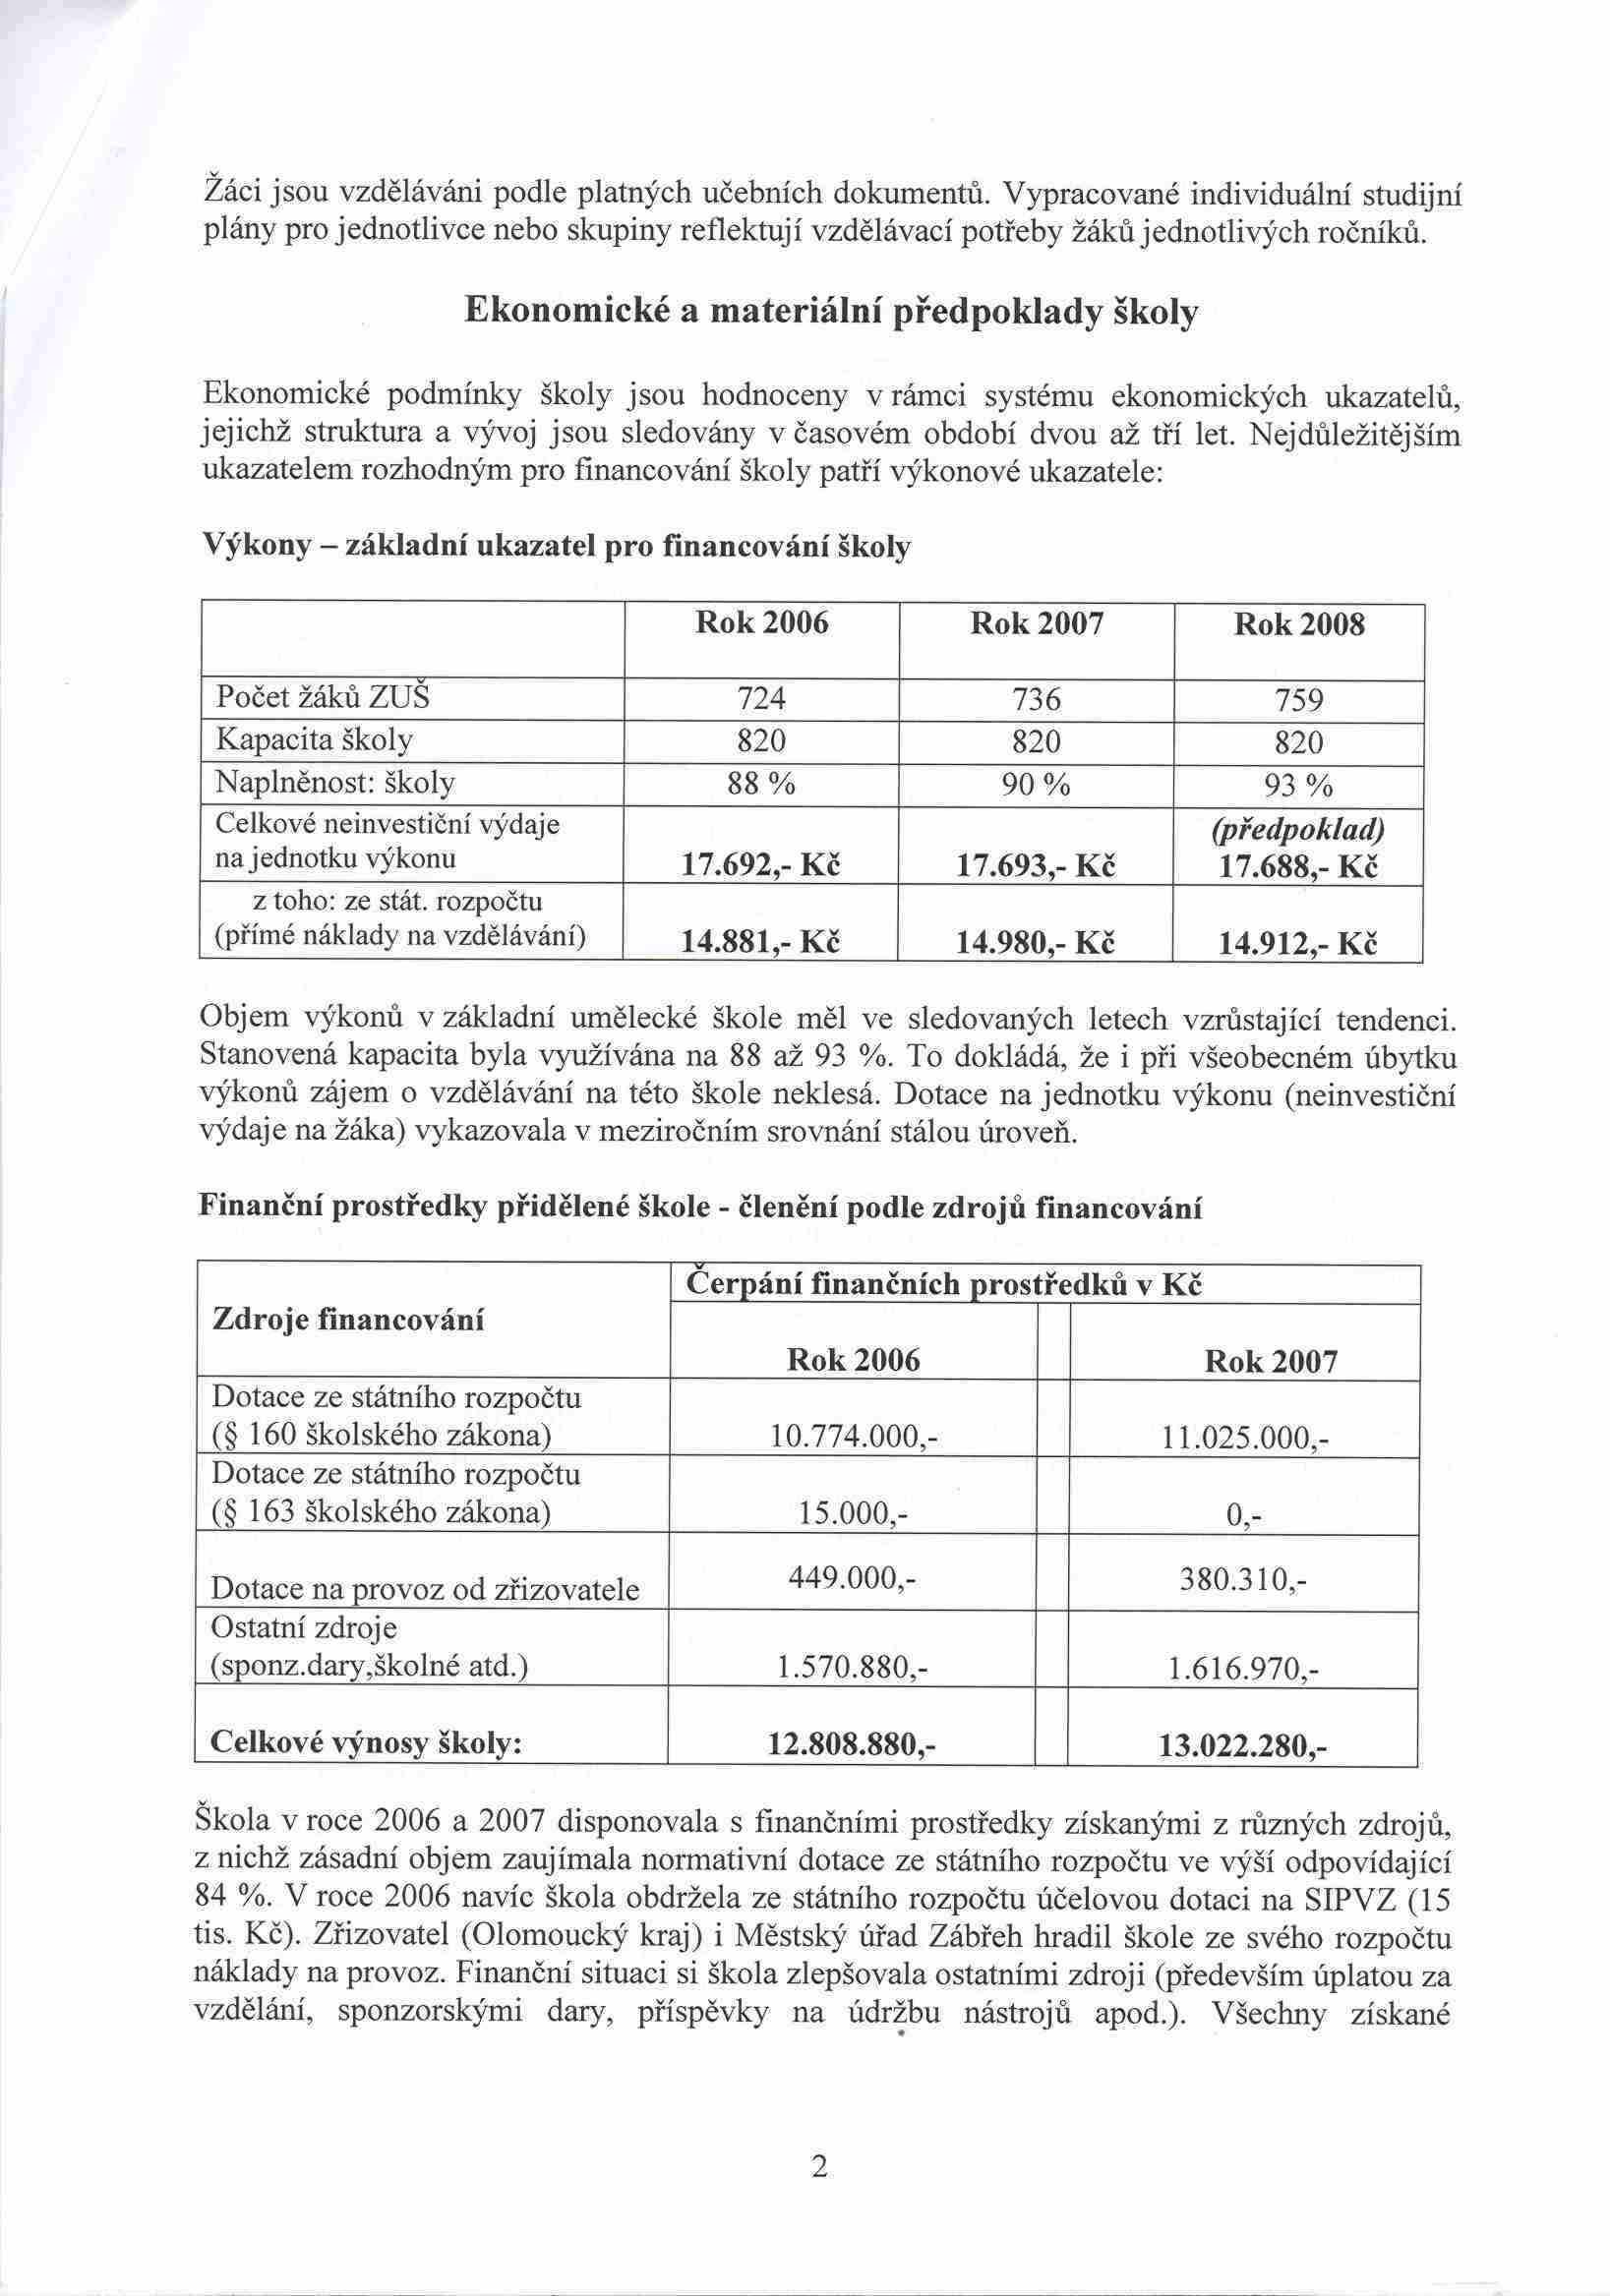 Žáci jsou vzděláváni podle platných učebních dokumentů. Vypracované individuální studijní
plány pro jednotlivce nebo skupiny reflektují vzdělávací potřeby žáků jednotlivých ročníků.
Ekonomické a materiální předpoklady školy
Ekonomické podmínky školy jsou hodnoceny v rámci systému ekonomických ukazatelů,
jejichž struktura a vývoj jsou sledovány v časovém období dvou až tří let. Nejdůležitějším
ukazatelem rozhodným pro financování školy patří výkonové ukazatele:
Výkony – základní ukazatel pro financování školy
Rok 2006 Rok 2007 Rok 2008
Počet žáků ZUŠ 724 736 759
Kapacita školy 820 820 820
Naplněnost: školy 88 % 90 % 93 %
Celkové neinvestiční výdaje (předpoklad)
na jednotku výkonu 17.692,- Kč 17.693,- Kč 17.688,- Kč
z toho: ze stát. rozpočtu
(přímé náklady na vzdělávání) 14.881,- Kč 14.980,- Kč 14.912,- Kč
Objem výkonů v základní umělecké škole měl ve sledovaných letech vzrůstající tendenci.
Stanovená kapacita byla využívána na 88 až 93 %. To dokládá, že i při všeobecném úbytku
výkonů zájem o vzdělávání na této škole neklesá. Dotace na jednotku výkonu (neinvestiční
výdaje na žáka) vykazovala v meziročním srovnání stálou úroveň.
Finanční prostředky přidělené škole - členění podle zdrojů financování
Čerpání finančních prostředků v Kč
Zdroje financování
Rok 2006 Rok 2007
Dotace ze státního rozpočtu
(§ 160 školského zákona) 10.774.000,- 11.025.000,-
Dotace ze státního rozpočtu
(§ 163 školského zákona) 15.000,- 0,-
Dotace na provoz od zřizovatele 449.000,- 380.310,-
Ostatní zdroje
(sponz.dary,školné atd.) 1.570.880,- 1.616.970,-
Celkové výnosy školy: 12.808.880,- 13.022.280,-
Škola v roce 2006 a 2007 disponovala s finančními prostředky získanými z různých zdrojů,
z nichž zásadní objem zaujímala normativní dotace ze státního rozpočtu ve výší odpovídající
84 %. V roce 2006 navíc škola obdržela ze státního rozpočtu účelovou dotaci na SIPVZ (15
tis. Kč). Zřizovatel (Olomoucký kraj) i Městský úřad Zábřeh hradil škole ze svého rozpočtu
náklady na provoz. Finanční situaci si škola zlepšovala ostatními zdroji (především úplatou za
vzdělání, sponzorskými dary, příspěvky na údržbu nástrojů apod.). Všechny získané
2